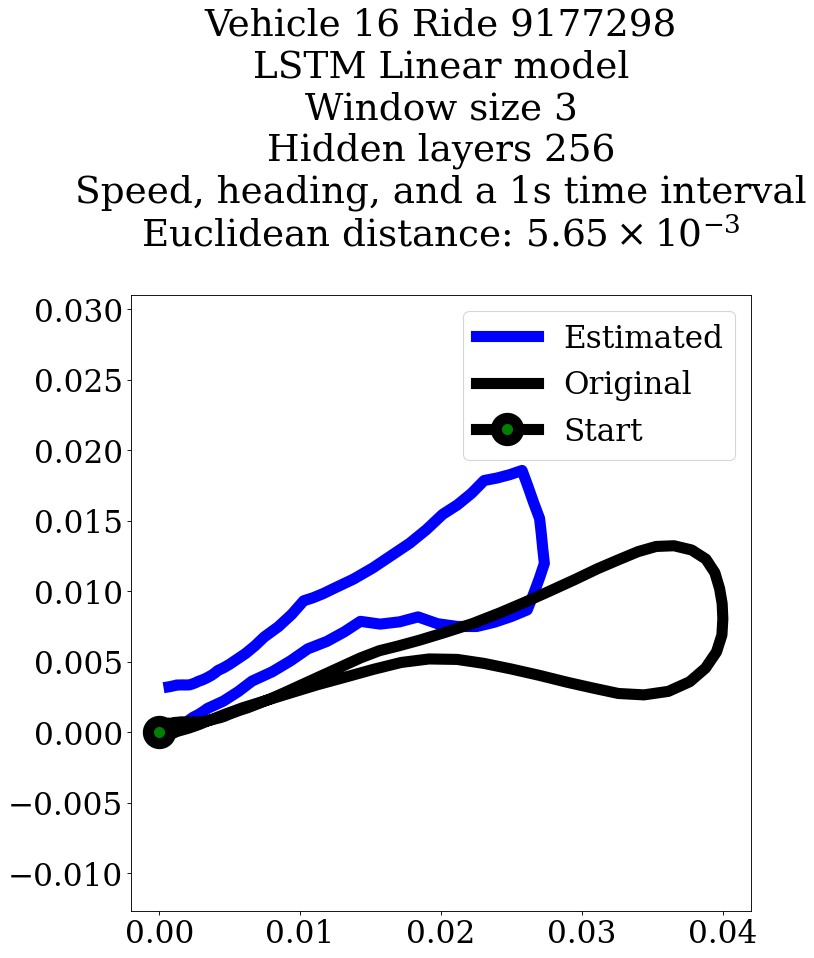 Vehicle 16 Ride 9177298
LSTM Linear model
Window size 3
Hidden layers 256
Speed, heading, and a 1s time interval
Euclidean distance: 5.65 × 10⁻³
0.030
0.025
0.020
0.015
0.010
0.005
0.000
−0.005
−0.010
Estimated
Original
Start
0.00 0.01 0.02 0.03 0.04